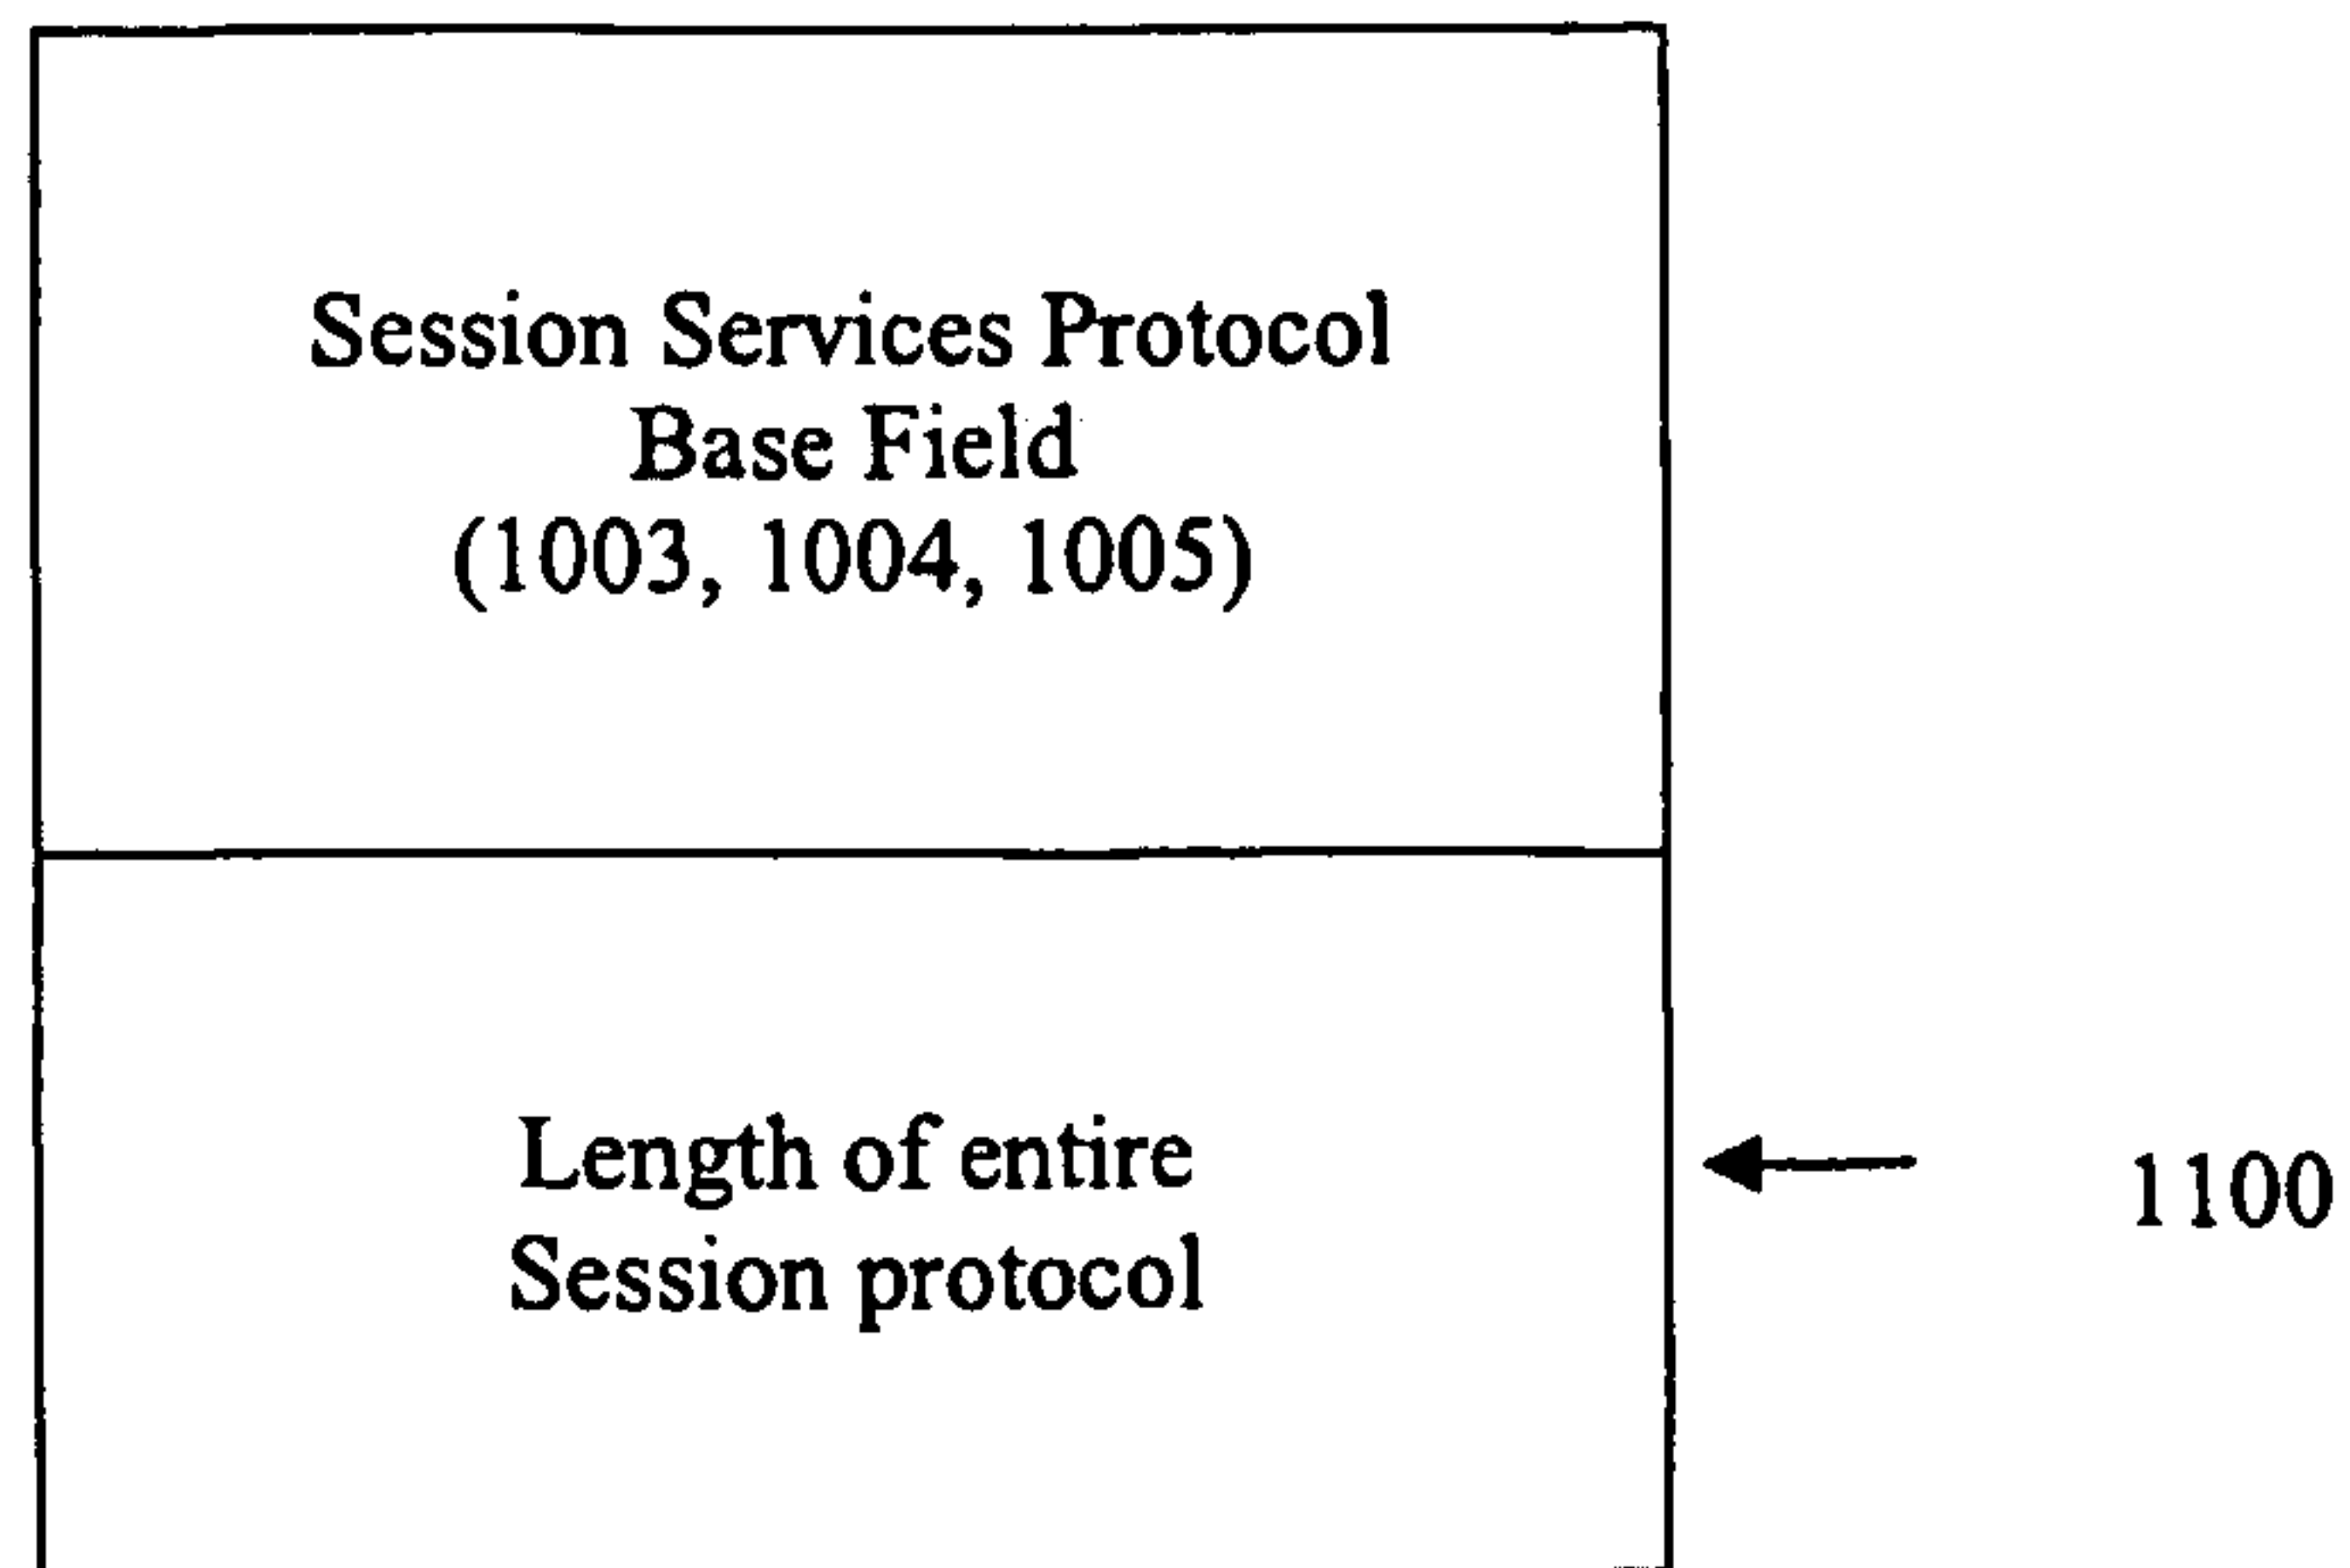 Session Services Protocol
Base Field
(1003, 1004, 1005)
Length of entire
Session protocol
1100